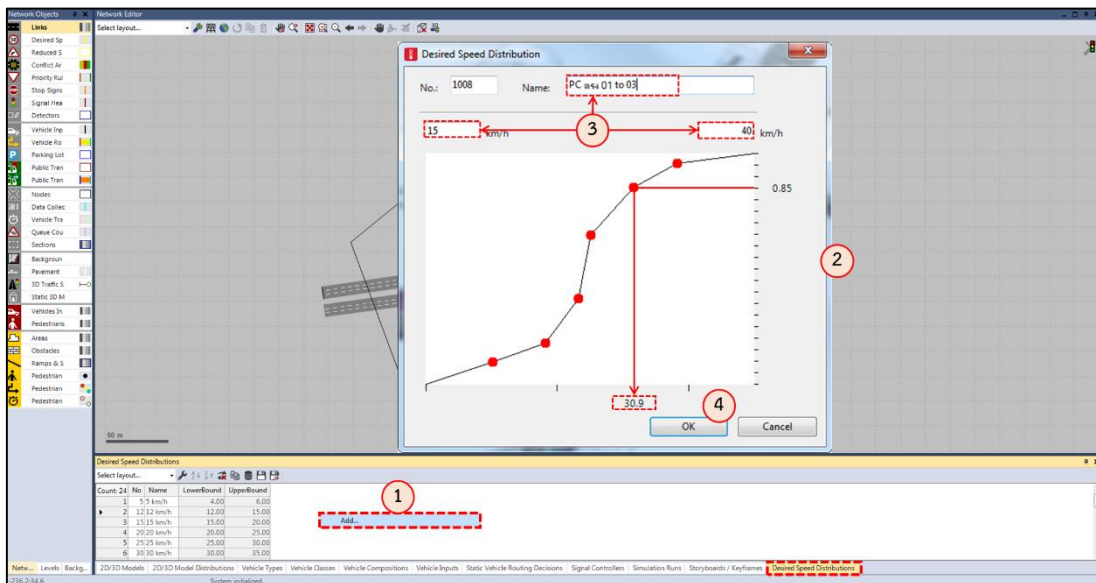 Network Objects
Network Editor
Links
Select layout...
Desired Sp
Reduced S
Conflict Ar
Priority Rul
Stop Signs
Signal Hea
Detectors
Vehicle Inp
Vehicle Ro
Parking Lot
Public Tran
Public Tran
Nodes
Data Collec
Vehicle Tra
Queue Cou
Sections
Backgroun
Pavement
3D Traffic S
Static 3D M
Vehicles In
Pedestrians
Areas
Obstacles
Ramps & S
Pedestrian
Pedestrian
Pedestrian
Desired Speed Distribution
No.: 1008 Name: PC ตรง 01 to 03
3
15 km/h 40 km/h
0.85
2
30.9
4
OK Cancel
50 m
Desired Speed Distributions
Select layout...
Count: 24 No Name LowerBound UpperBound
1 5 5 km/h 4.00 6.00
2 12 12 km/h 12.00 15.00
3 15 15 km/h 15.00 20.00
4 20 20 km/h 20.00 25.00
5 25 25 km/h 25.00 30.00
6 30 30 km/h 30.00 35.00
1
Add...
Netw... Levels Backg... 2D/3D Models 2D/3D Model Distributions Vehicle Types Vehicle Classes Vehicle Compositions Vehicle Inputs Static Vehicle Routing Decisions Signal Controllers Simulation Runs Storyboards / Keyframes Desired Speed Distributions
-236.2:34.6 System initialized.